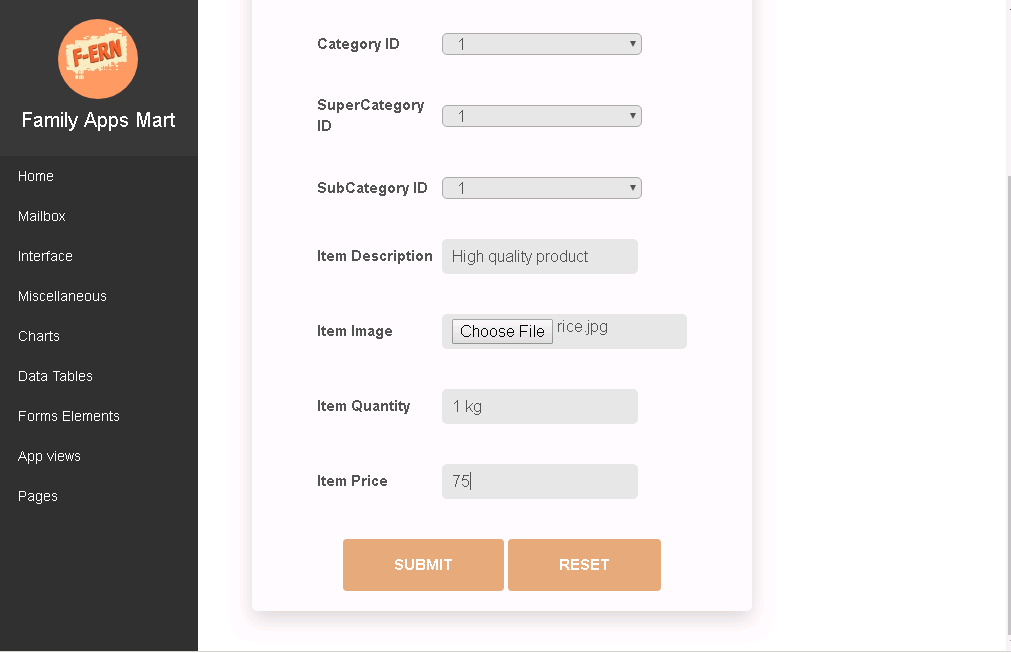 F-ERN
Family Apps Mart
Home
Mailbox
Interface
Miscellaneous
Charts
Data Tables
Forms Elements
App views
Pages
Category ID 1
SuperCategory
ID 1
SubCategory ID 1
Item Description High quality product
Item Image Choose File rice.jpg
Item Quantity 1 kg
Item Price 75
SUBMIT RESET